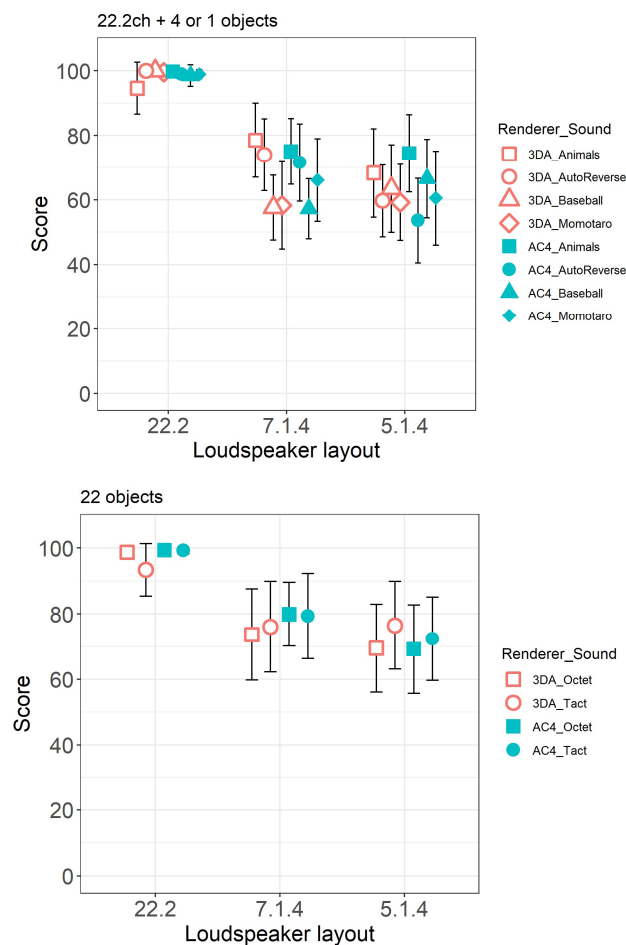 22.2ch + 4 or 1 objects
100
80
60
40
20
0
Score
22.2 7.1.4 5.1.4
Loudspeaker layout
Renderer_Sound
3DA_Animals
3DA_AutoReverse
3DA_Baseball
3DA_Momotaro
AC4_Animals
AC4_AutoReverse
AC4_Baseball
AC4_Momotaro
22 objects
100
80
60
40
20
0
Score
22.2 7.1.4 5.1.4
Loudspeaker layout
Renderer_Sound
3DA_Octet
3DA_Tact
AC4_Octet
AC4_Tact